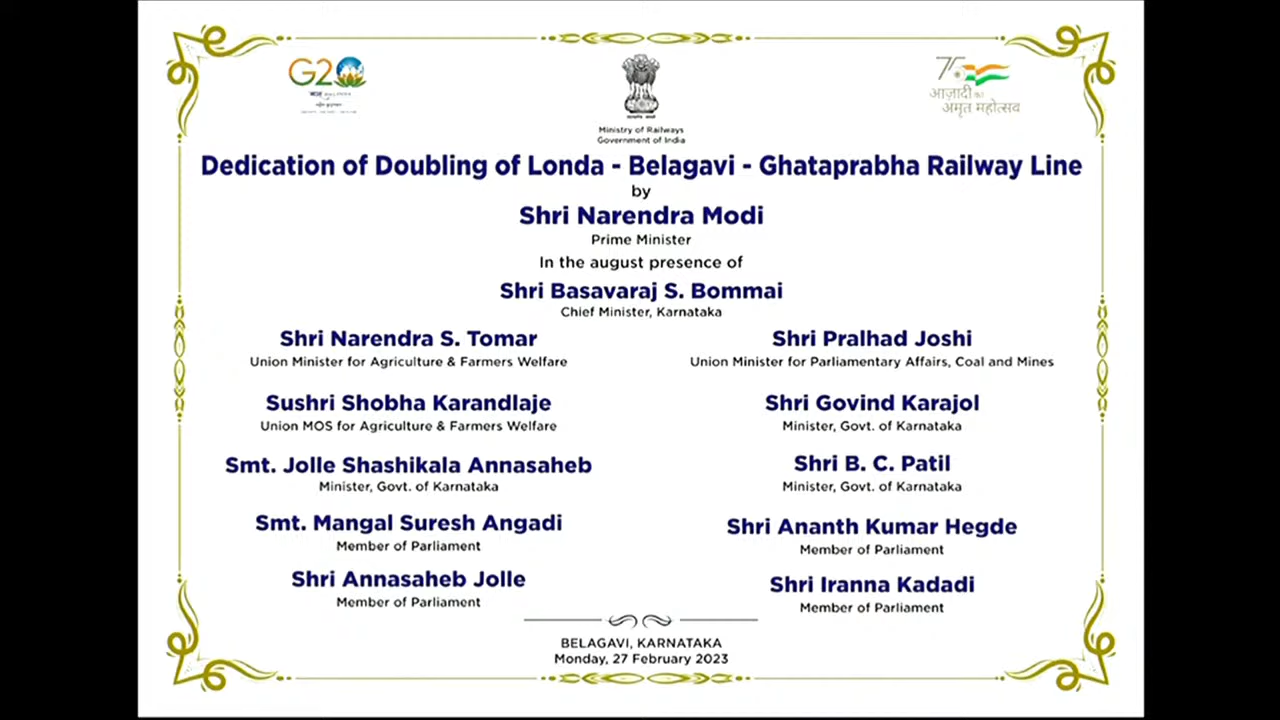 G20
75
आज़ादी का
अमृत महोत्सव
Ministry of Railways
Government of India
Dedication of Doubling of Londa - Belagavi - Ghataprabha Railway Line
by
Shri Narendra Modi
Prime Minister
In the august presence of
Shri Basavaraj S. Bommai
Chief Minister, Karnataka
Shri Narendra S. Tomar
Union Minister for Agriculture & Farmers Welfare
Shri Pralhad Joshi
Union Minister for Parliamentary Affairs, Coal and Mines
Sushri Shobha Karandlaje
Union MOS for Agriculture & Farmers Welfare
Shri Govind Karajol
Minister, Govt. of Karnataka
Smt. Jolle Shashikala Annasaheb
Minister, Govt. of Karnataka
Shri B. C. Patil
Minister, Govt. of Karnataka
Smt. Mangal Suresh Angadi
Member of Parliament
Shri Ananth Kumar Hegde
Member of Parliament
Shri Annasaheb Jolle
Member of Parliament
Shri Iranna Kadadi
Member of Parliament
BELAGAVI, KARNATAKA
Monday, 27 February 2023